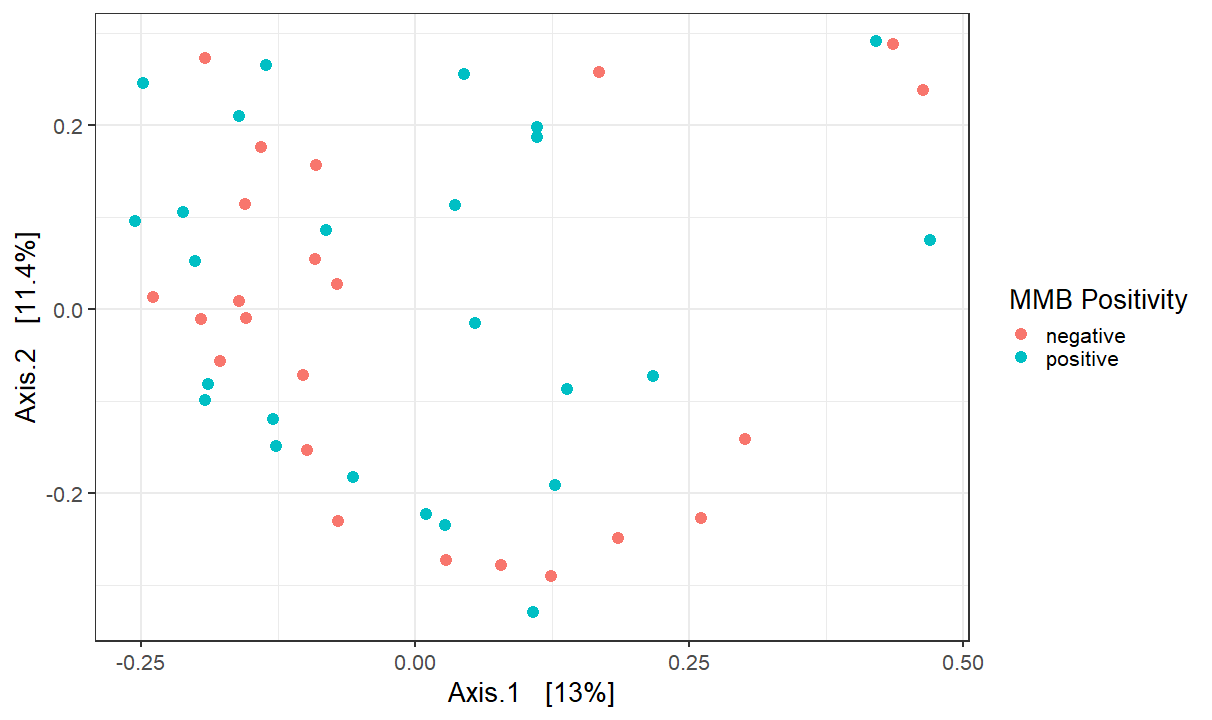 0.2
0.0
-0.2
-0.25
0.00
0.25
0.50
Axis.1 [13%]
Axis.2 [11.4%]
MMB Positivity
negative
positive